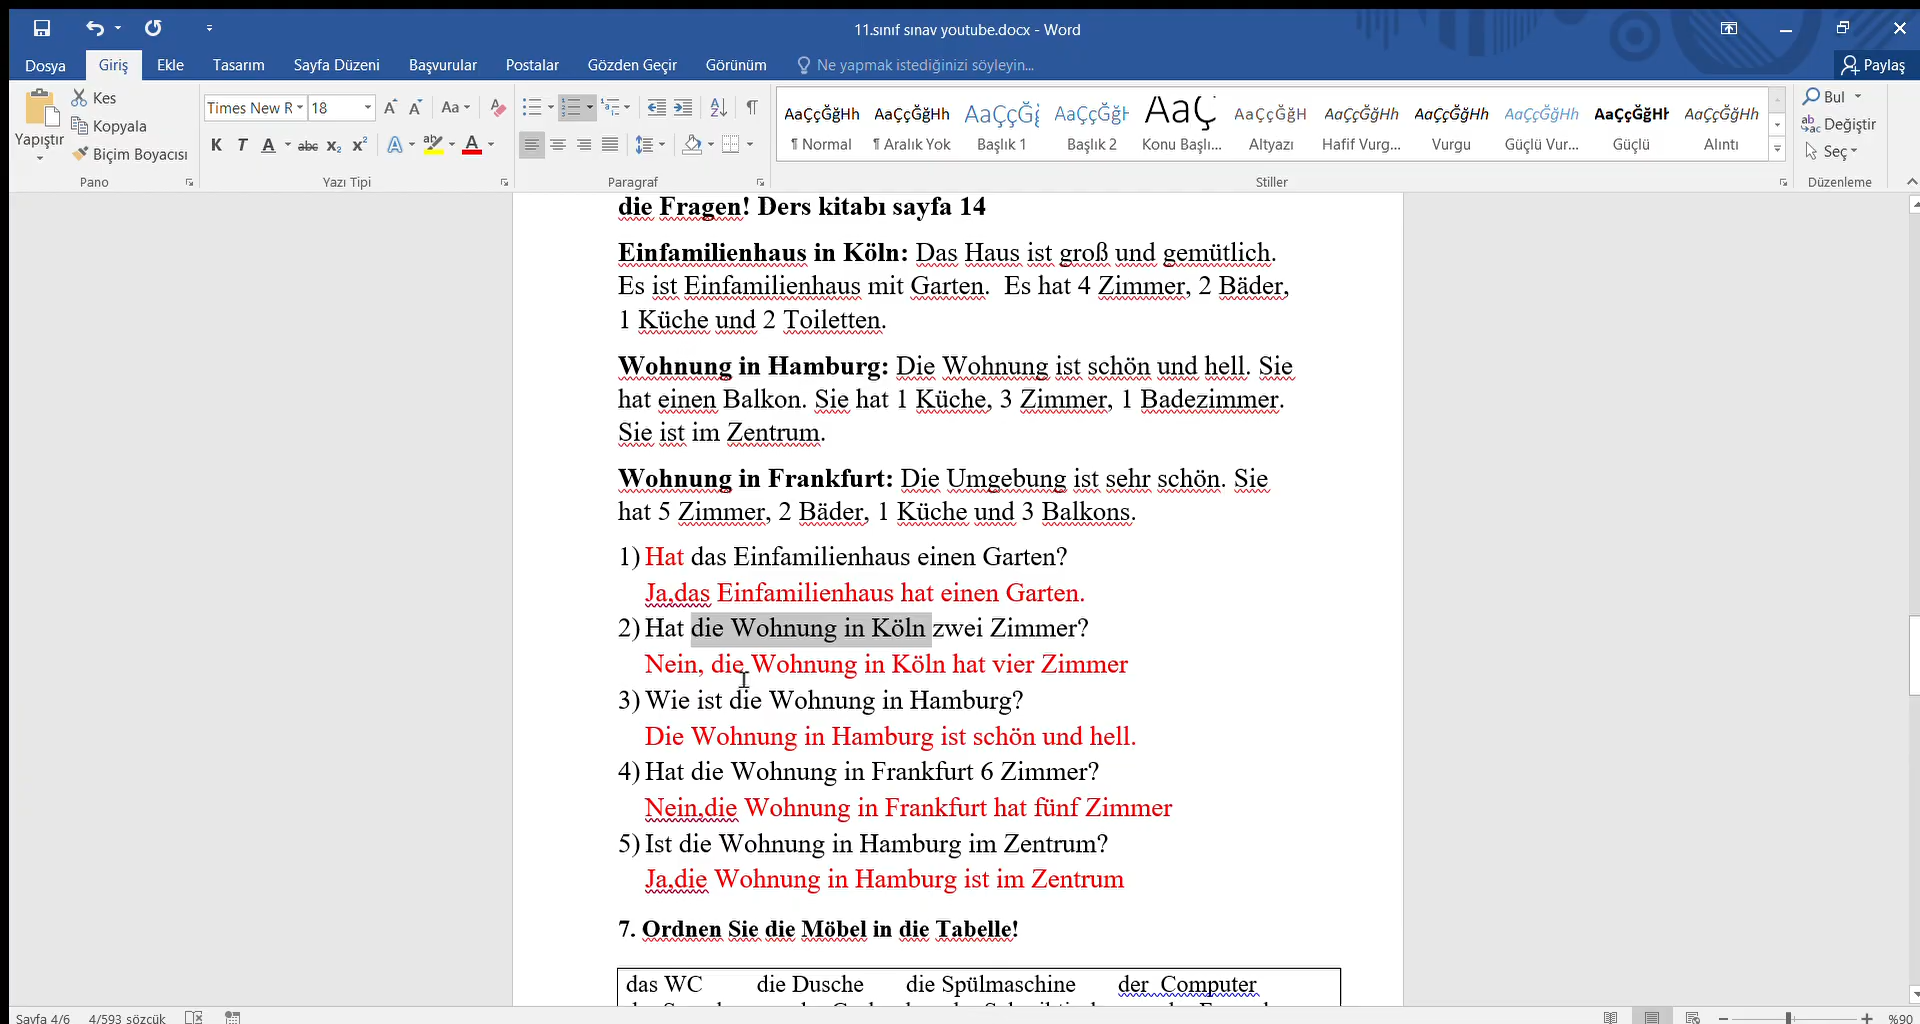 11.sınıf sınav youtube.docx - Word
Dosya Giriş Ekle Tasarım Sayfa Düzeni Başvurular Postalar Gözden Geçir Görünüm Ne yapmak istediğinizi söyleyin... Paylaş
Yapıştır Kes Kopyala Biçim Boyacısı
Times New R 18
K T A abc x₂ x²
AaÇçĞğHh AaÇçĞğHh AaÇçĞğ AaÇçĞğH AaÇ AaÇçĞğH AaÇçĞğHh AaÇçĞğHh AaÇçĞğHh AaÇçĞğHh AaÇçĞğHh
¶ Normal ¶ Aralık Yok Başlık 1 Başlık 2 Konu Başlı... Altyazı Hafif Vurg... Vurgu Güçlü Vur... Güçlü Alıntı
Bul
Değiştir
Seç
Pano Yazı Tipi Paragraf Stiller Düzenleme
die Fragen! Ders kitabı sayfa 14
Einfamilienhaus in Köln: Das Haus ist groß und gemütlich.
Es ist Einfamilienhaus mit Garten. Es hat 4 Zimmer, 2 Bäder,
1 Küche und 2 Toiletten.
Wohnung in Hamburg: Die Wohnung ist schön und hell. Sie
hat einen Balkon. Sie hat 1 Küche, 3 Zimmer, 1 Badezimmer.
Sie ist im Zentrum.
Wohnung in Frankfurt: Die Umgebung ist sehr schön. Sie
hat 5 Zimmer, 2 Bäder, 1 Küche und 3 Balkons.
1) Hat das Einfamilienhaus einen Garten?
Ja,das Einfamilienhaus hat einen Garten.
2) Hat die Wohnung in Köln zwei Zimmer?
Nein, die Wohnung in Köln hat vier Zimmer
3) Wie ist die Wohnung in Hamburg?
Die Wohnung in Hamburg ist schön und hell.
4) Hat die Wohnung in Frankfurt 6 Zimmer?
Nein,die Wohnung in Frankfurt hat fünf Zimmer
5) Ist die Wohnung in Hamburg im Zentrum?
Ja,die Wohnung in Hamburg ist im Zentrum
7. Ordnen Sie die Möbel in die Tabelle!
das WC die Dusche die Spülmaschine der Computer
Sayfa 4/6 4/593 sözcük %90